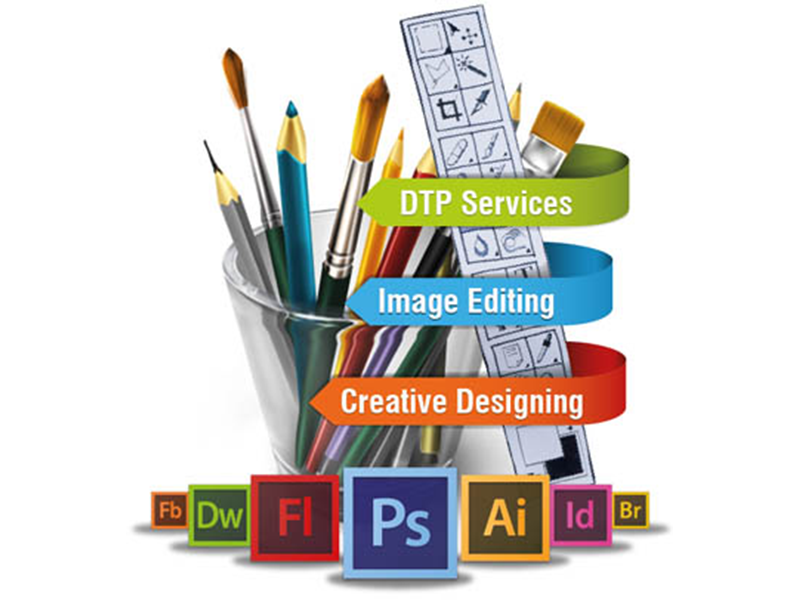 DTP Services
Image Editing
Creative Designing
Fb
Dw
Fl
Ps
Ai
Id
Br